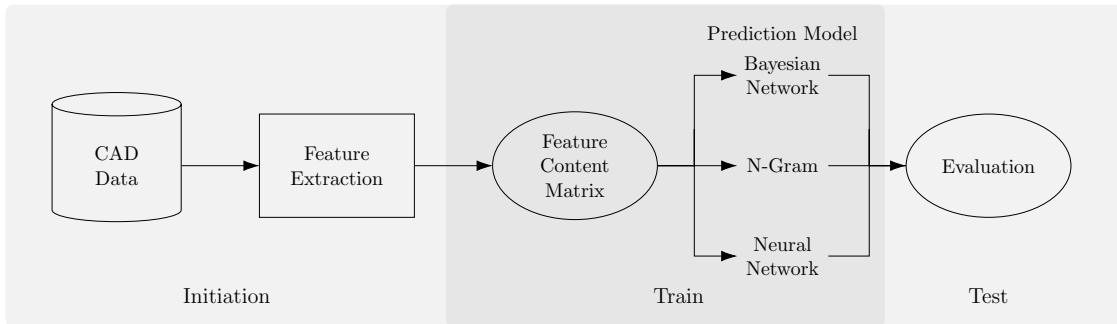 Prediction Model
Bayesian
Network
CAD
Data
Feature
Extraction
Feature
Content
Matrix
N-Gram
Evaluation
Neural
Network
Initiation
Train
Test